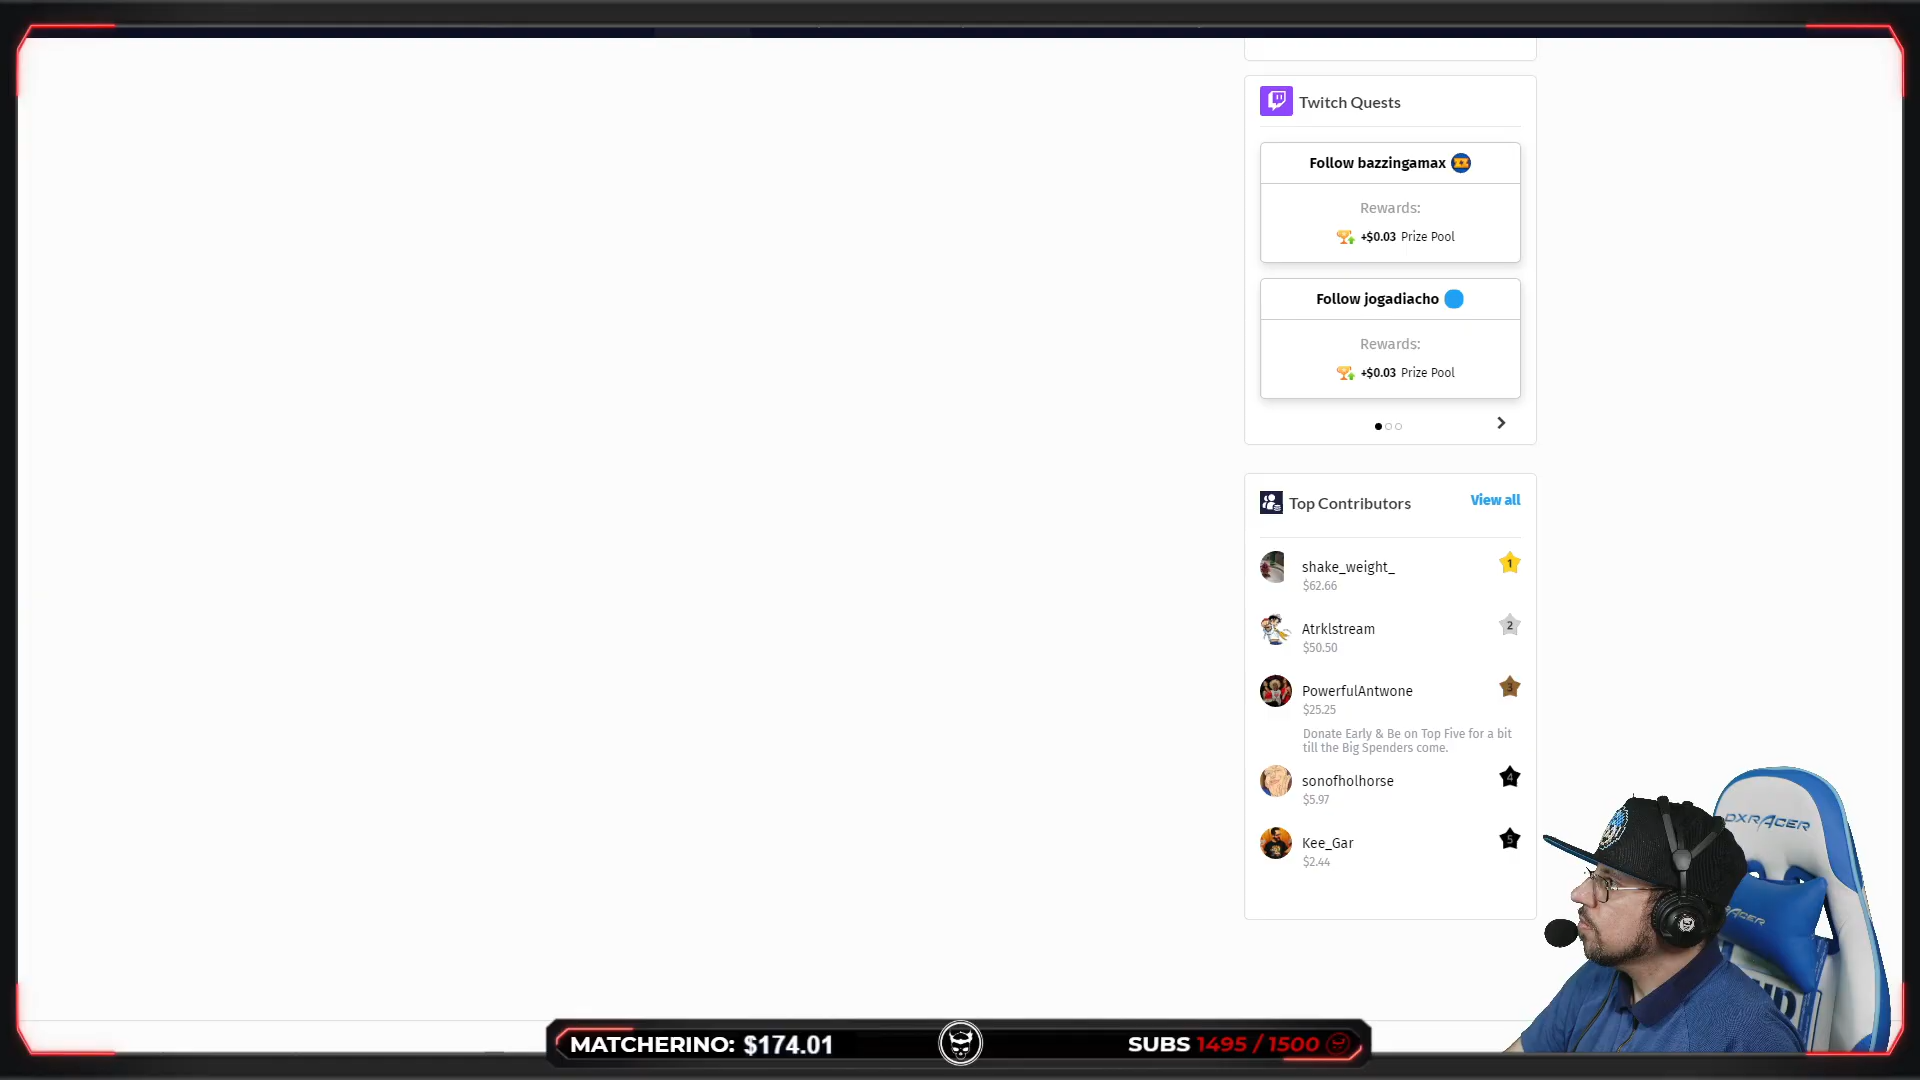 Twitch Quests
Follow bazzingamax
Rewards:
+$0.03 Prize Pool
Follow jogadiacho
Rewards:
+$0.03 Prize Pool
Top Contributors
View all
shake_weight_
1
$62.66
Atrklstream
2
$50.50
PowerfulAntwone
3
$25.25
Donate Early & Be on Top Five for a bit
till the Big Spenders come.
sonofholhorse
4
$5.97
Kee_Gar
5
$2.44
DXRACER
MATCHERINO: $174.01
SUBS 1495 / 1500